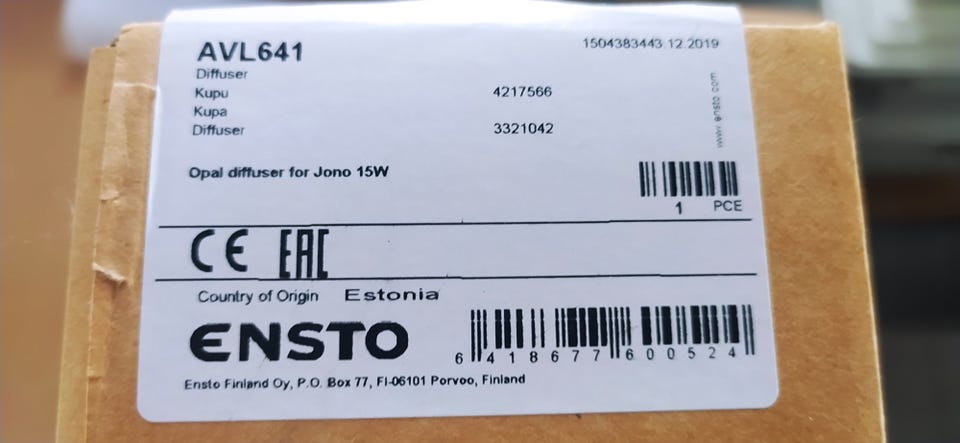 AVL641
1504383443 12.2019
Diffuser
Kupu 4217566
Kupa
Diffuser 3321042
www.ensto.com
Opal diffuser for Jono 15W
1 PCE
CE EAC
Country of Origin Estonia
ENSTO
6 418677 600524
Ensto Finland Oy, P.O. Box 77, FI-06101 Porvoo, Finland